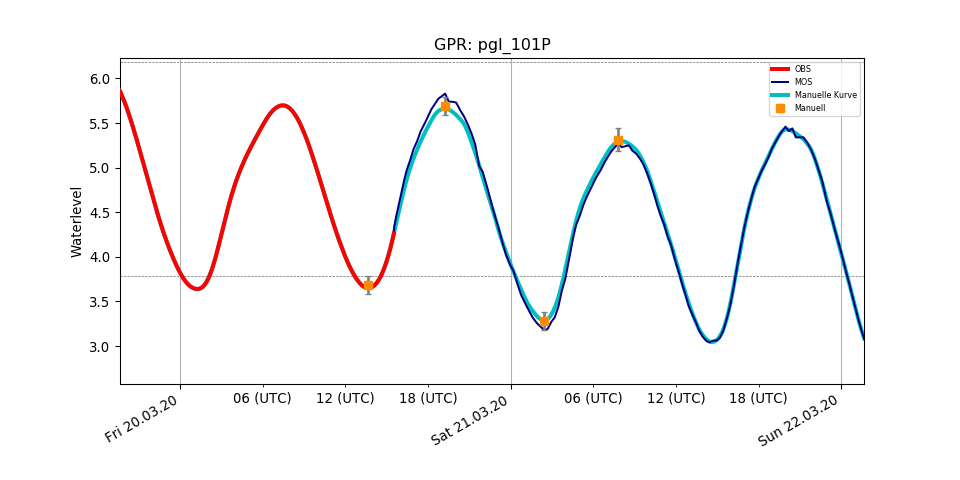 GPR: pgl_101P
OBS
MOS
Manuelle Kurve
Manuell
Waterlevel
6.0
5.5
5.0
4.5
4.0
3.5
3.0
Fri 20.03.20
06 (UTC)
12 (UTC)
18 (UTC)
Sat 21.03.20
06 (UTC)
12 (UTC)
18 (UTC)
Sun 22.03.20